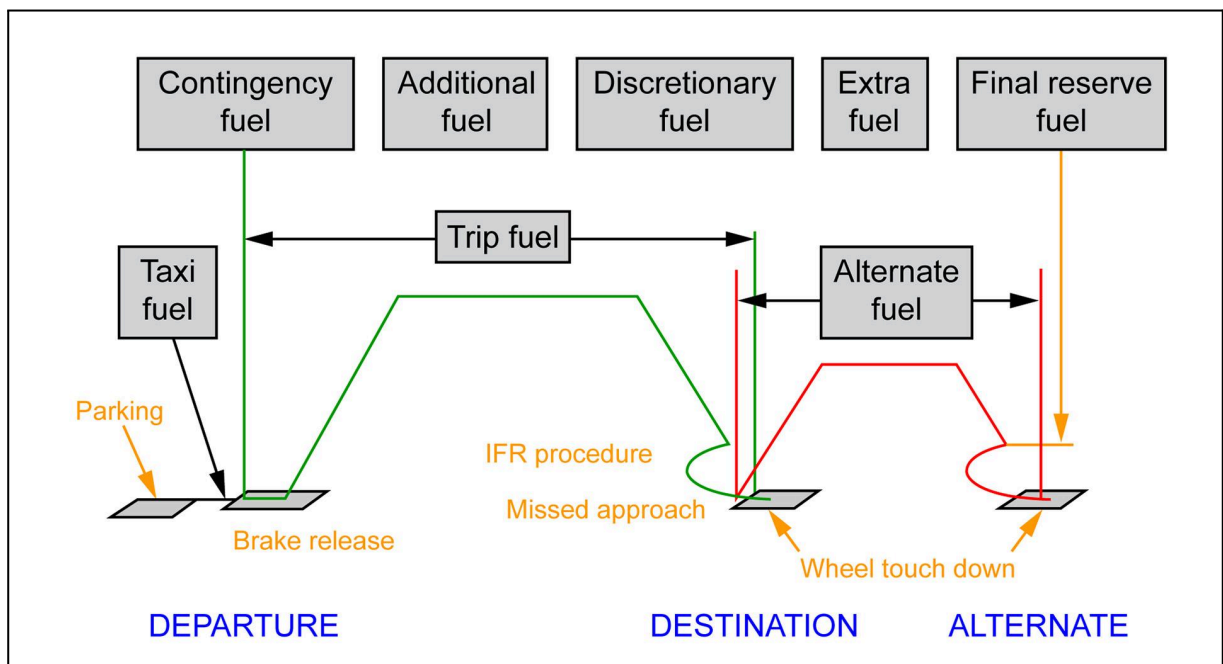 Contingency
fuel
Additional
fuel
Discretionary
fuel
Extra
fuel
Final reserve
fuel
Trip fuel
Taxi
fuel
Alternate
fuel
Parking
IFR procedure
Missed approach
Brake release
Wheel touch down
DEPARTURE
DESTINATION
ALTERNATE